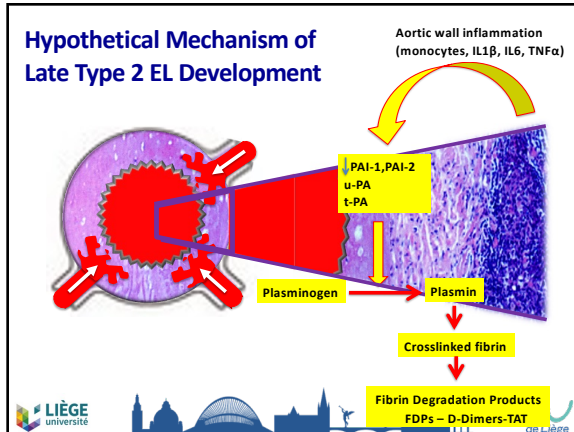 Hypothetical Mechanism of
Late Type 2 EL Development
Aortic wall inflammation
(monocytes, IL1β, IL6, TNFα)
↓PAI-1,PAI-2
u-PA
t-PA
Plasminogen
Plasmin
Crosslinked fibrin
Fibrin Degradation Products
FDPs – D-Dimers-TAT
LIÈGE
université
de Liège